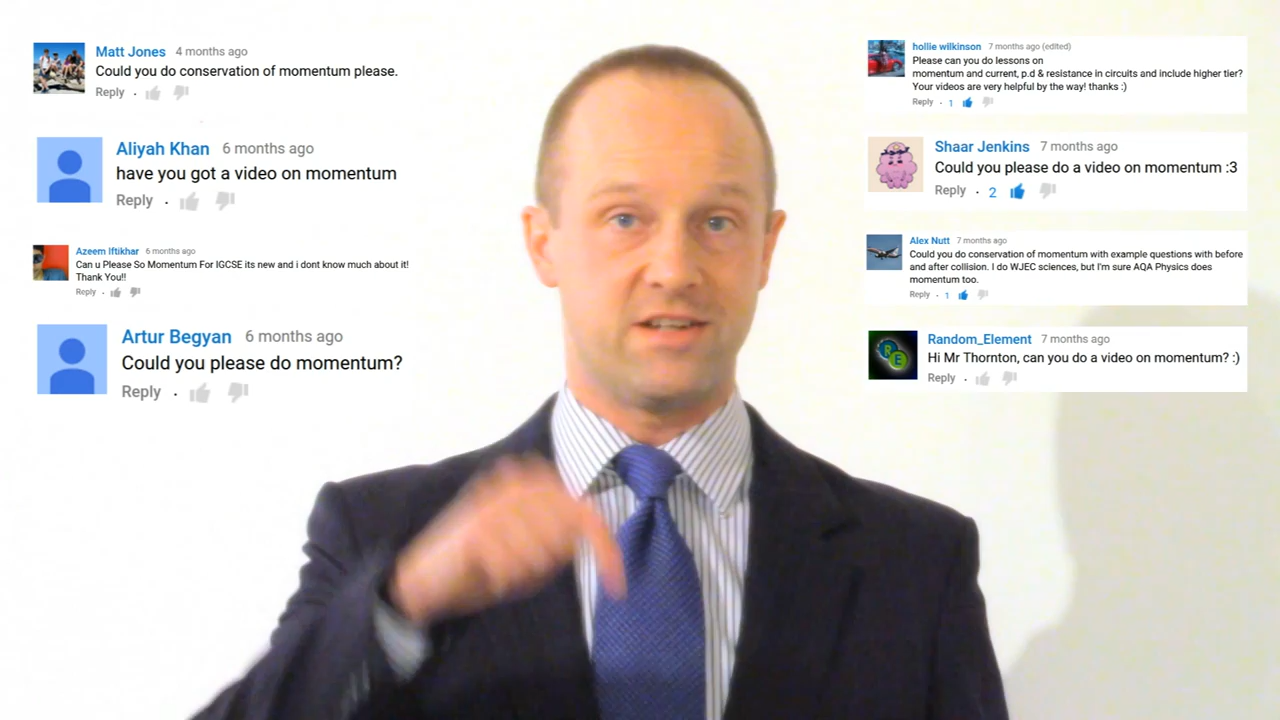 Matt Jones 4 months ago
Could you do conservation of momentum please.
Reply
Aliyah Khan 6 months ago
have you got a video on momentum
Reply ·
Azeem Iftikhar 6 months ago
Can u Please So Momentum For IGCSE its new and i dont know much about it!
Thank You!!
Reply ·
Artur Begyan 6 months ago
Could you please do momentum?
Reply ·
hollie wilkinson 7 months ago (edited)
Please can you do lessons on
momentum and current, p.d & resistance in circuits and include higher tier?
Your videos are very helpful by the way! thanks :)
Reply · 1
Shaar Jenkins 7 months ago
Could you please do a video on momentum :3
Reply · 2
Alex Nutt 7 months ago
Could you do conservation of momentum with example questions with before
and after collision. I do WJEC sciences, but I'm sure AQA Physics does
momentum too.
Reply · 1
RE
Random_Element 7 months ago
Hi Mr Thornton, can you do a video on momentum? :)
Reply ·